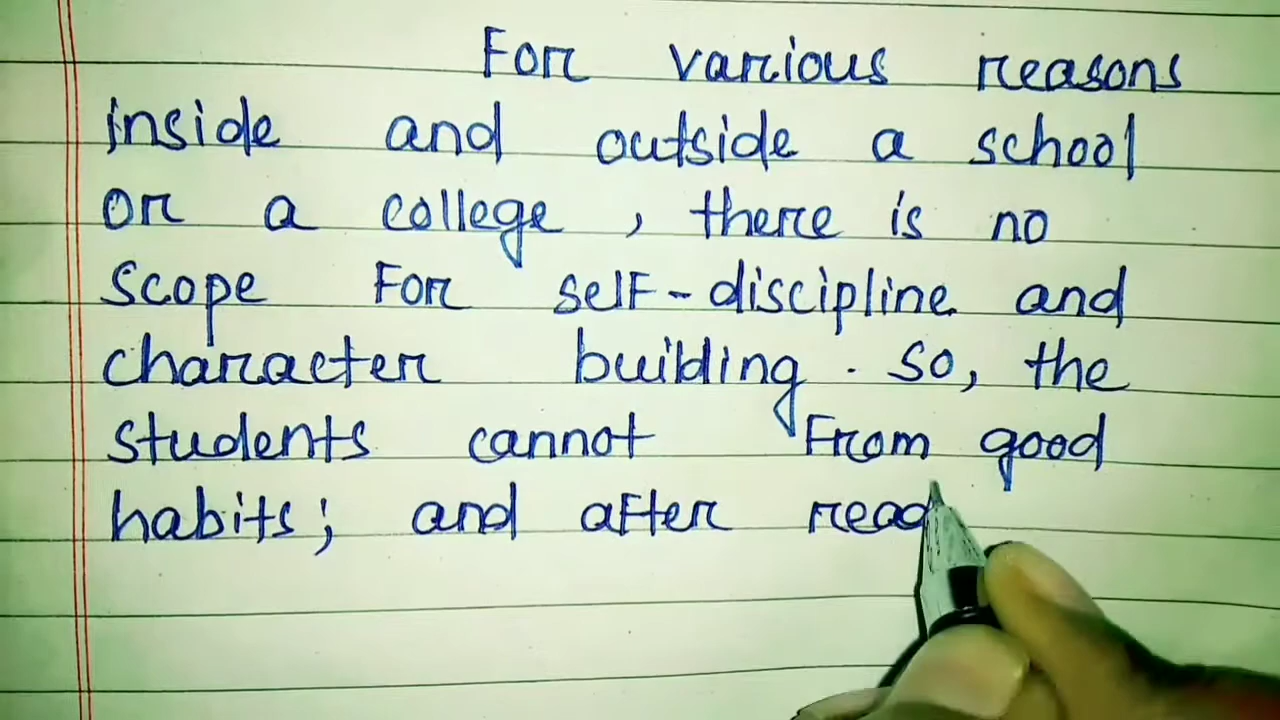 For various reasons
inside and outside a school
or a college , there is no
scope For self-discipline and
character building . So, the
students cannot From good
habits; and after read